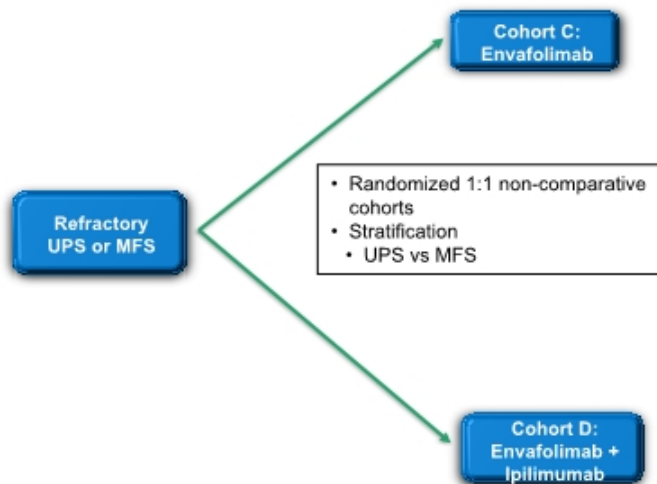 Cohort C:
Envafolimab
• Randomized 1:1 non-comparative
cohorts
• Stratification
• UPS vs MFS
Refractory
UPS or MFS
Cohort D:
Envafolimab +
Ipilimumab